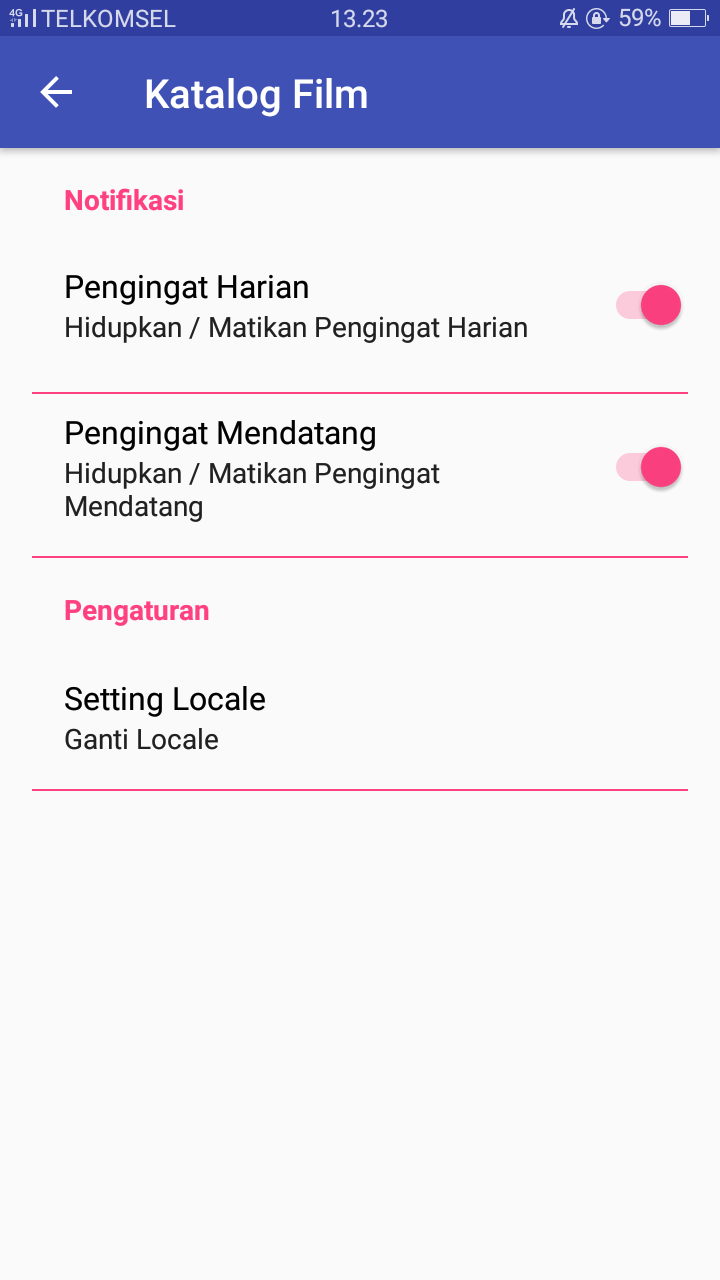 4G TELKOMSEL 13.23 59%
Katalog Film
Notifikasi
Pengingat Harian
Hidupkan / Matikan Pengingat Harian
Pengingat Mendatang
Hidupkan / Matikan Pengingat
Mendatang
Pengaturan
Setting Locale
Ganti Locale